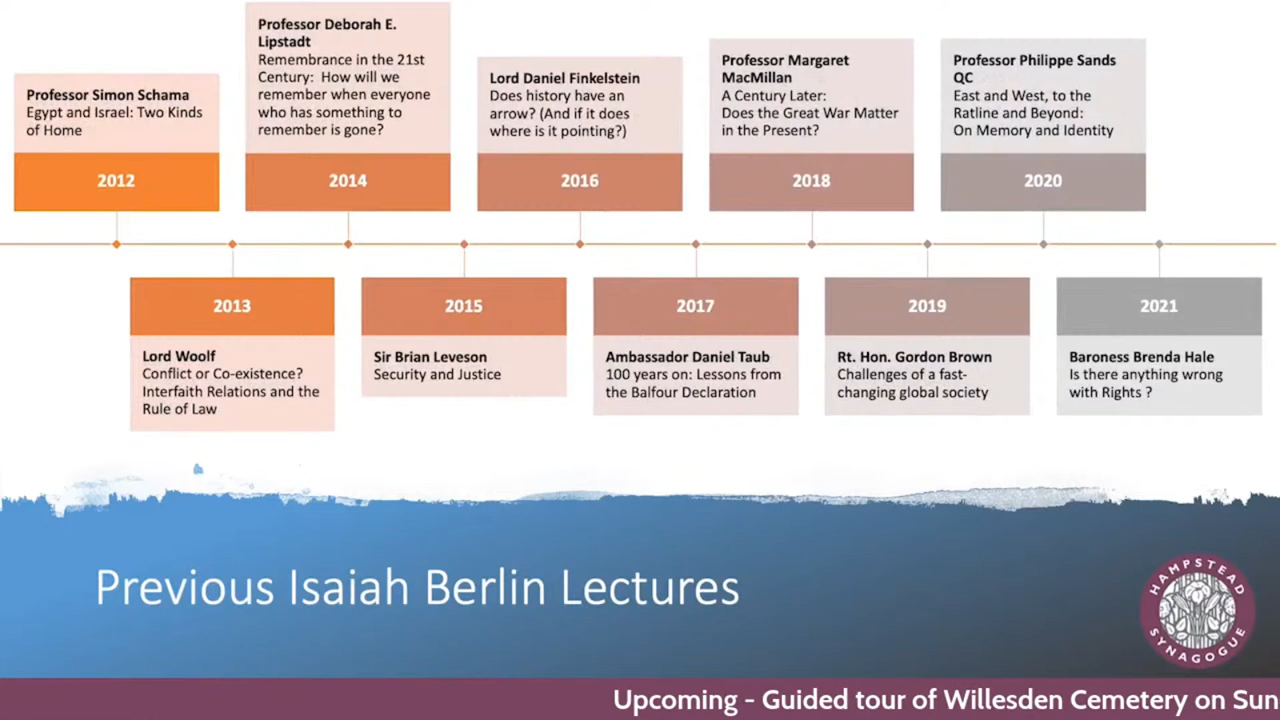 Professor Simon Schama
Egypt and Israel: Two Kinds
of Home
2012
Lord Woolf
2013
Conflict or Co-existence?
Interfaith Relations and the
Rule of Law
Professor Deborah E.
Lipstadt
Remembrance in the 21st
Century: How will we
remember when everyone
who has something to
remember is gone?
2014
2015
Sir Brian Leveson
Security and Justice
Lord Daniel Finkelstein
Does history have an
arrow? (And if it does
where is it pointing?)
2016
2017
Ambassador Daniel Taub
100 years on: Lessons from
the Balfour Declaration
Professor Margaret
MacMillan
A Century Later:
Does the Great War Matter
in the Present?
2018
2019
Rt. Hon. Gordon Brown
Challenges of a fast-
changing global society
Professor Philippe Sands
QC
East and West, to the
Ratline and Beyond:
On Memory and Identity
2020
2021
Baroness Brenda Hale
Is there anything wrong
with Rights ?
Previous Isaiah Berlin Lectures
HAMPSTEAD
SYNAGOGUE
Upcoming - Guided tour of Willesden Cemetery on Sun